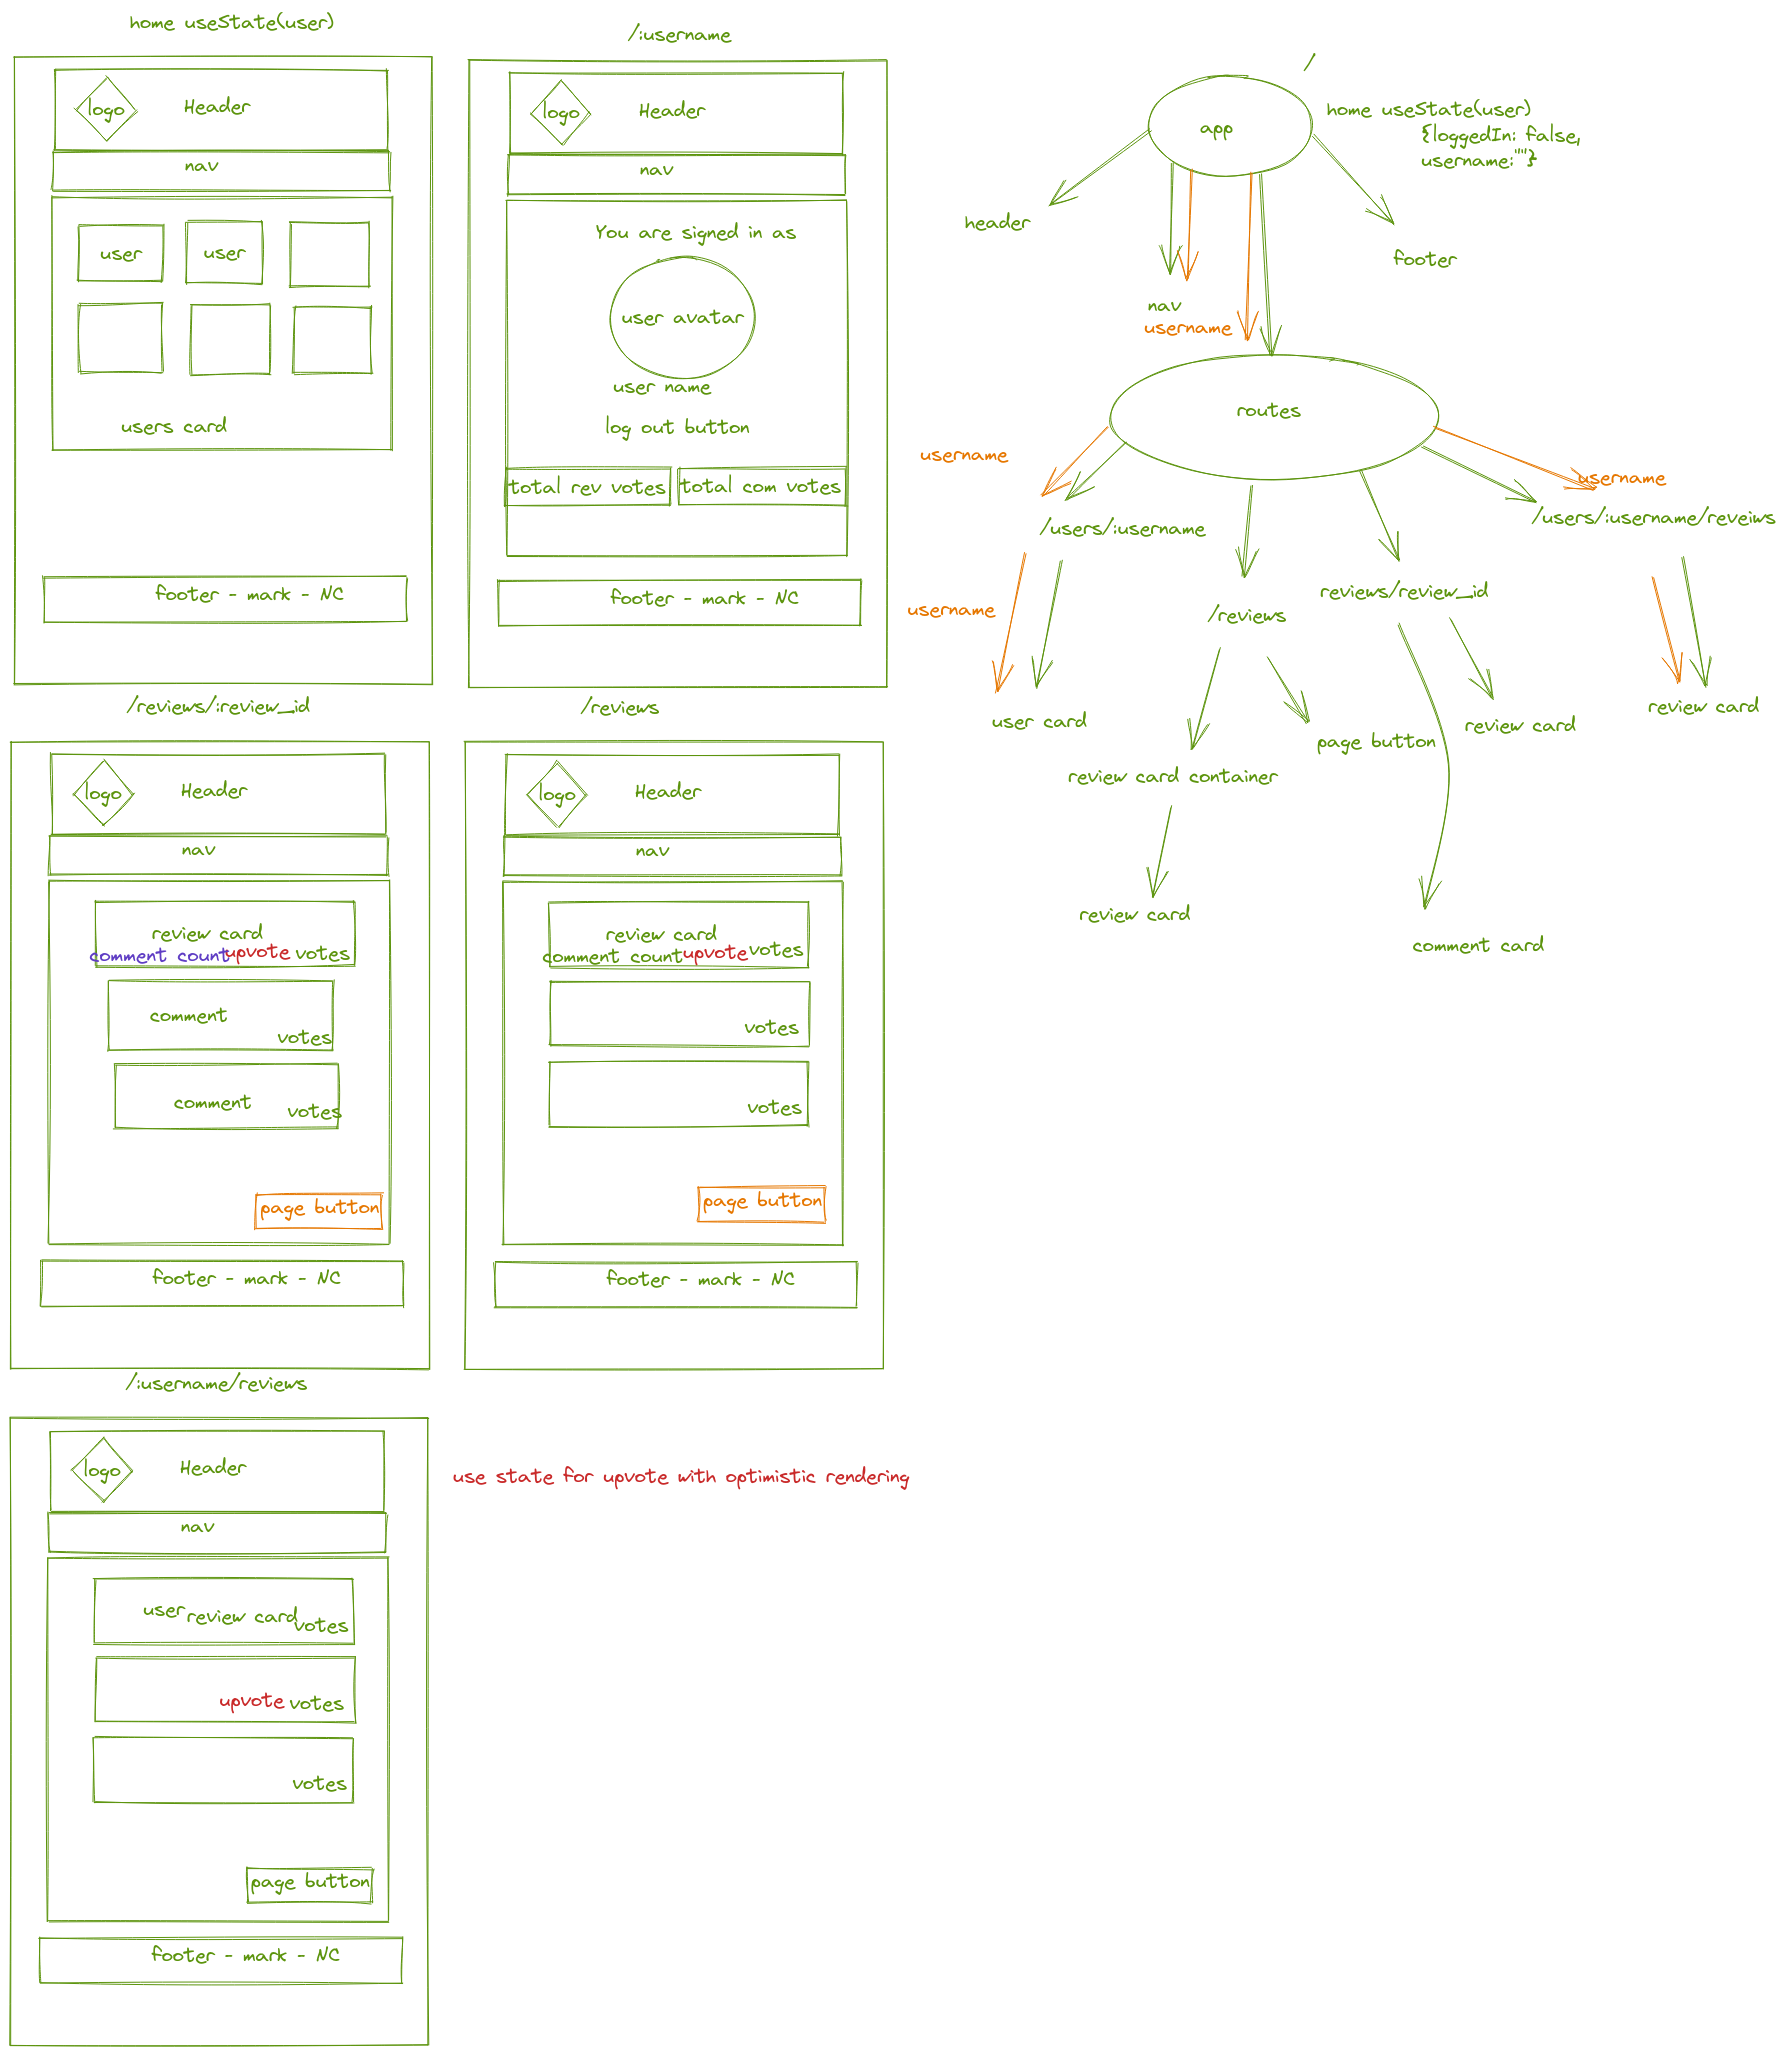 home useState(user)
logo
Header
nav
user
user
users card
footer - mark - NC
/:username
logo
Header
nav
You are signed in as
user avatar
user name
log out button
total rev votes
total com votes
footer - mark - NC
/
app
home useState(user)
{loggedIn: false,
username:""}
header
footer
nav
username
routes
username
username
/users/:username
/users/:username/reveiws
username
/reviews
reviews/review_id
user card
review card container
page button
review card
review card
review card
comment card
/reviews/:review_id
logo
Header
nav
review card
comment count
upvote
votes
comment
votes
comment
votes
page button
footer - mark - NC
/reviews
logo
Header
nav
review card
comment count
upvote
votes
votes
votes
page button
footer - mark - NC
/:username/reviews
logo
Header
nav
user
review card
votes
upvote
votes
votes
page button
footer - mark - NC
use state for upvote with optimistic rendering